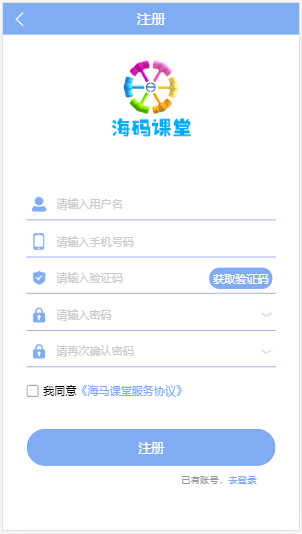 注册
海码课堂
请输入用户名
请输入手机号码
请输入验证码 获取验证码
请输入密码
请再次确认密码
我同意《海马课堂服务协议》
注册
已有账号，去登录